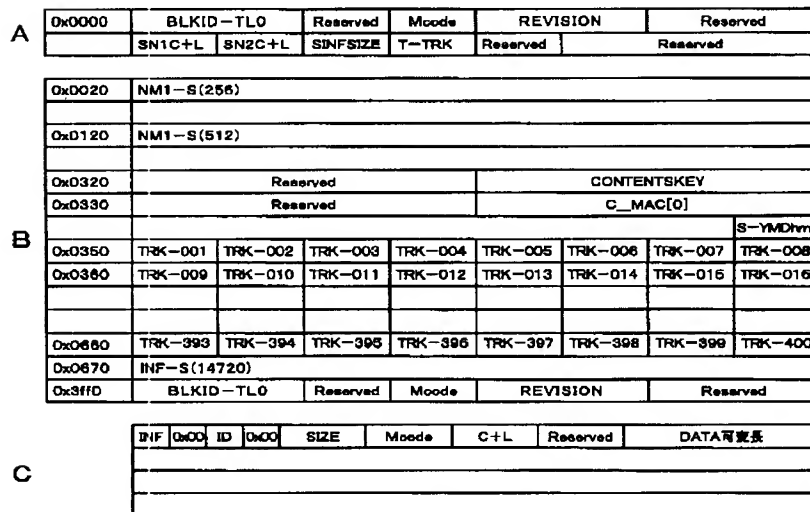 A
0x0000 BLKID-TL0 Reserved Mcode REVISION Reserved
SN1C+L SN2C+L SINFSIZE T-TRK Reserved Reserved
B
0x0020 NM1-S(256)
0x0120 NM1-S(512)
0x0320 Reserved CONTENTSKEY
0x0330 Reserved C_MAC[0]
S-YMDhm
0x0350 TRK-001 TRK-002 TRK-003 TRK-004 TRK-005 TRK-006 TRK-007 TRK-008
0x0360 TRK-009 TRK-010 TRK-011 TRK-012 TRK-013 TRK-014 TRK-015 TRK-016
0x0660 TRK-393 TRK-394 TRK-395 TRK-396 TRK-397 TRK-398 TRK-399 TRK-400
0x0670 INF-S(14720)
0x3ff0 BLKID-TL0 Reserved Mcode REVISION Reserved
C
INF 0x00 ID 0x00 SIZE Mcode C+L Reserved DATA可変長